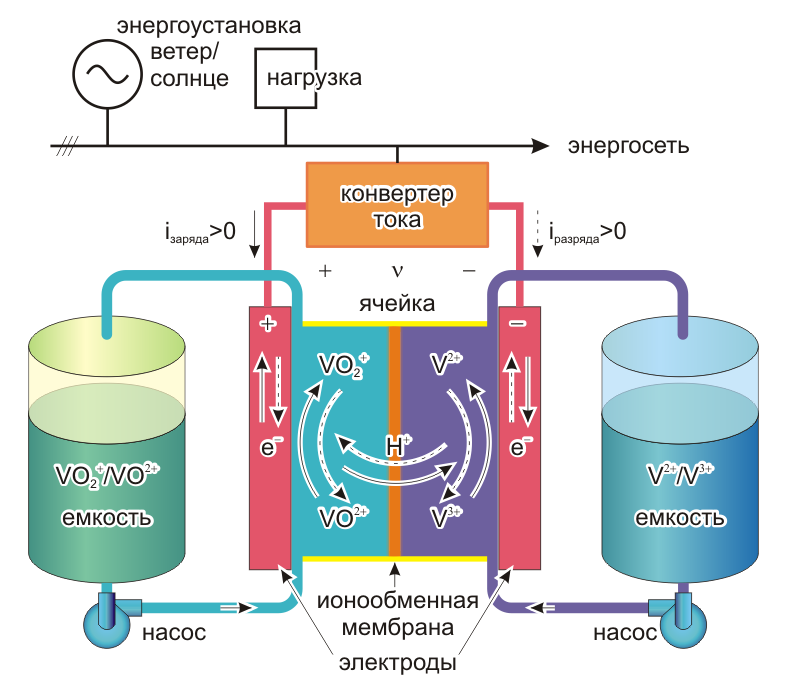 энергоустановка
ветер/
солнце
нагрузка
энергосеть
конвертер
тока
iзаряда>0
iразряда>0
+ ν −
ячейка
+
−
VO₂⁺
V²⁺
e⁻
H⁺
e⁻
VO²⁺
V³⁺
VO₂⁺/VO²⁺
емкость
V²⁺/V³⁺
емкость
ионообменная
мембрана
насос
насос
электроды